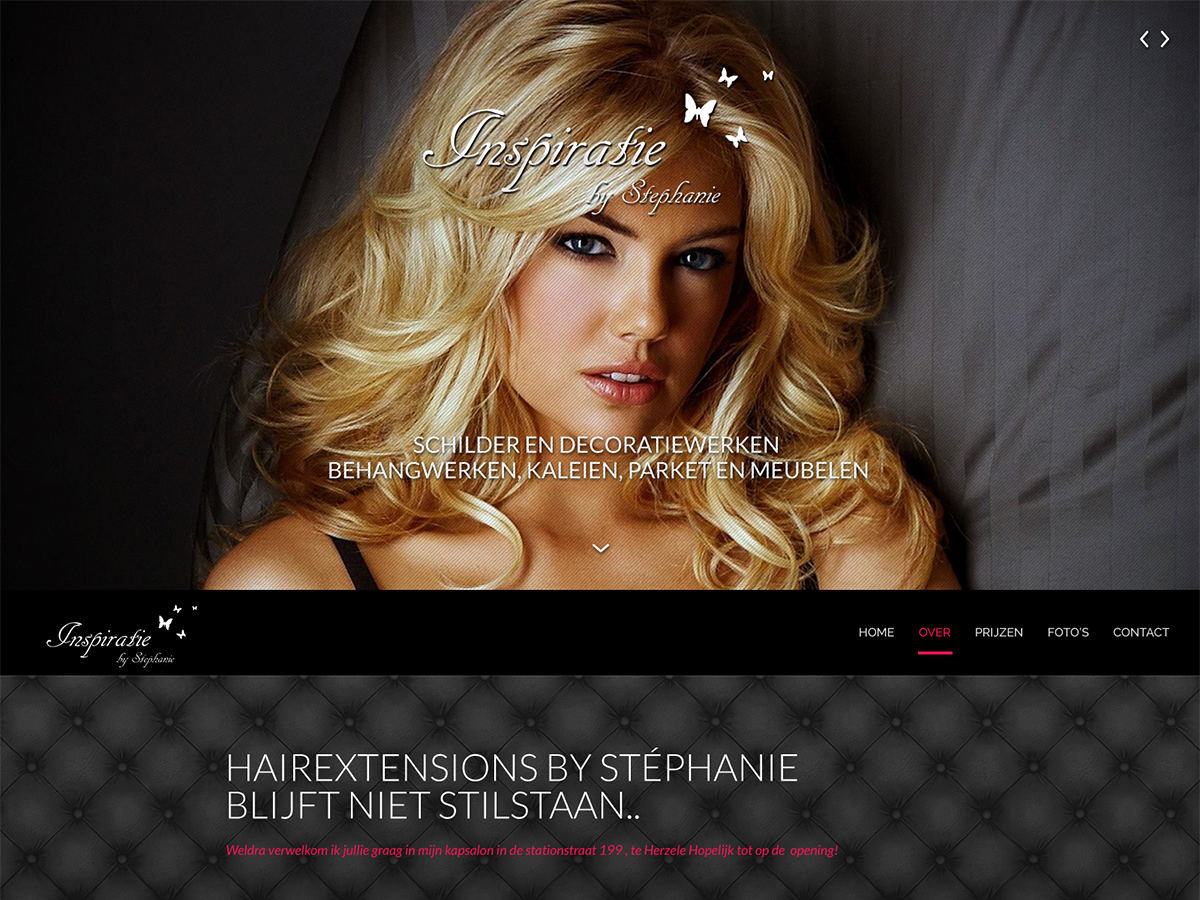 Inspiratie
by Stephanie
SCHILDER EN DECORATIEWERKEN
BEHANGWERKEN, KALEIEN, PARKET EN MEUBELEN
Inspiratie
by Stephanie
HOME OVER PRIJZEN FOTO'S CONTACT
HAIREXTENSIONS BY STÉPHANIE
BLIJFT NIET STILSTAAN..
Weldra verwelkom ik jullie graag in mijn kapsalon in de stationstraat 199 , te Herzele Hopelijk tot op de opening!